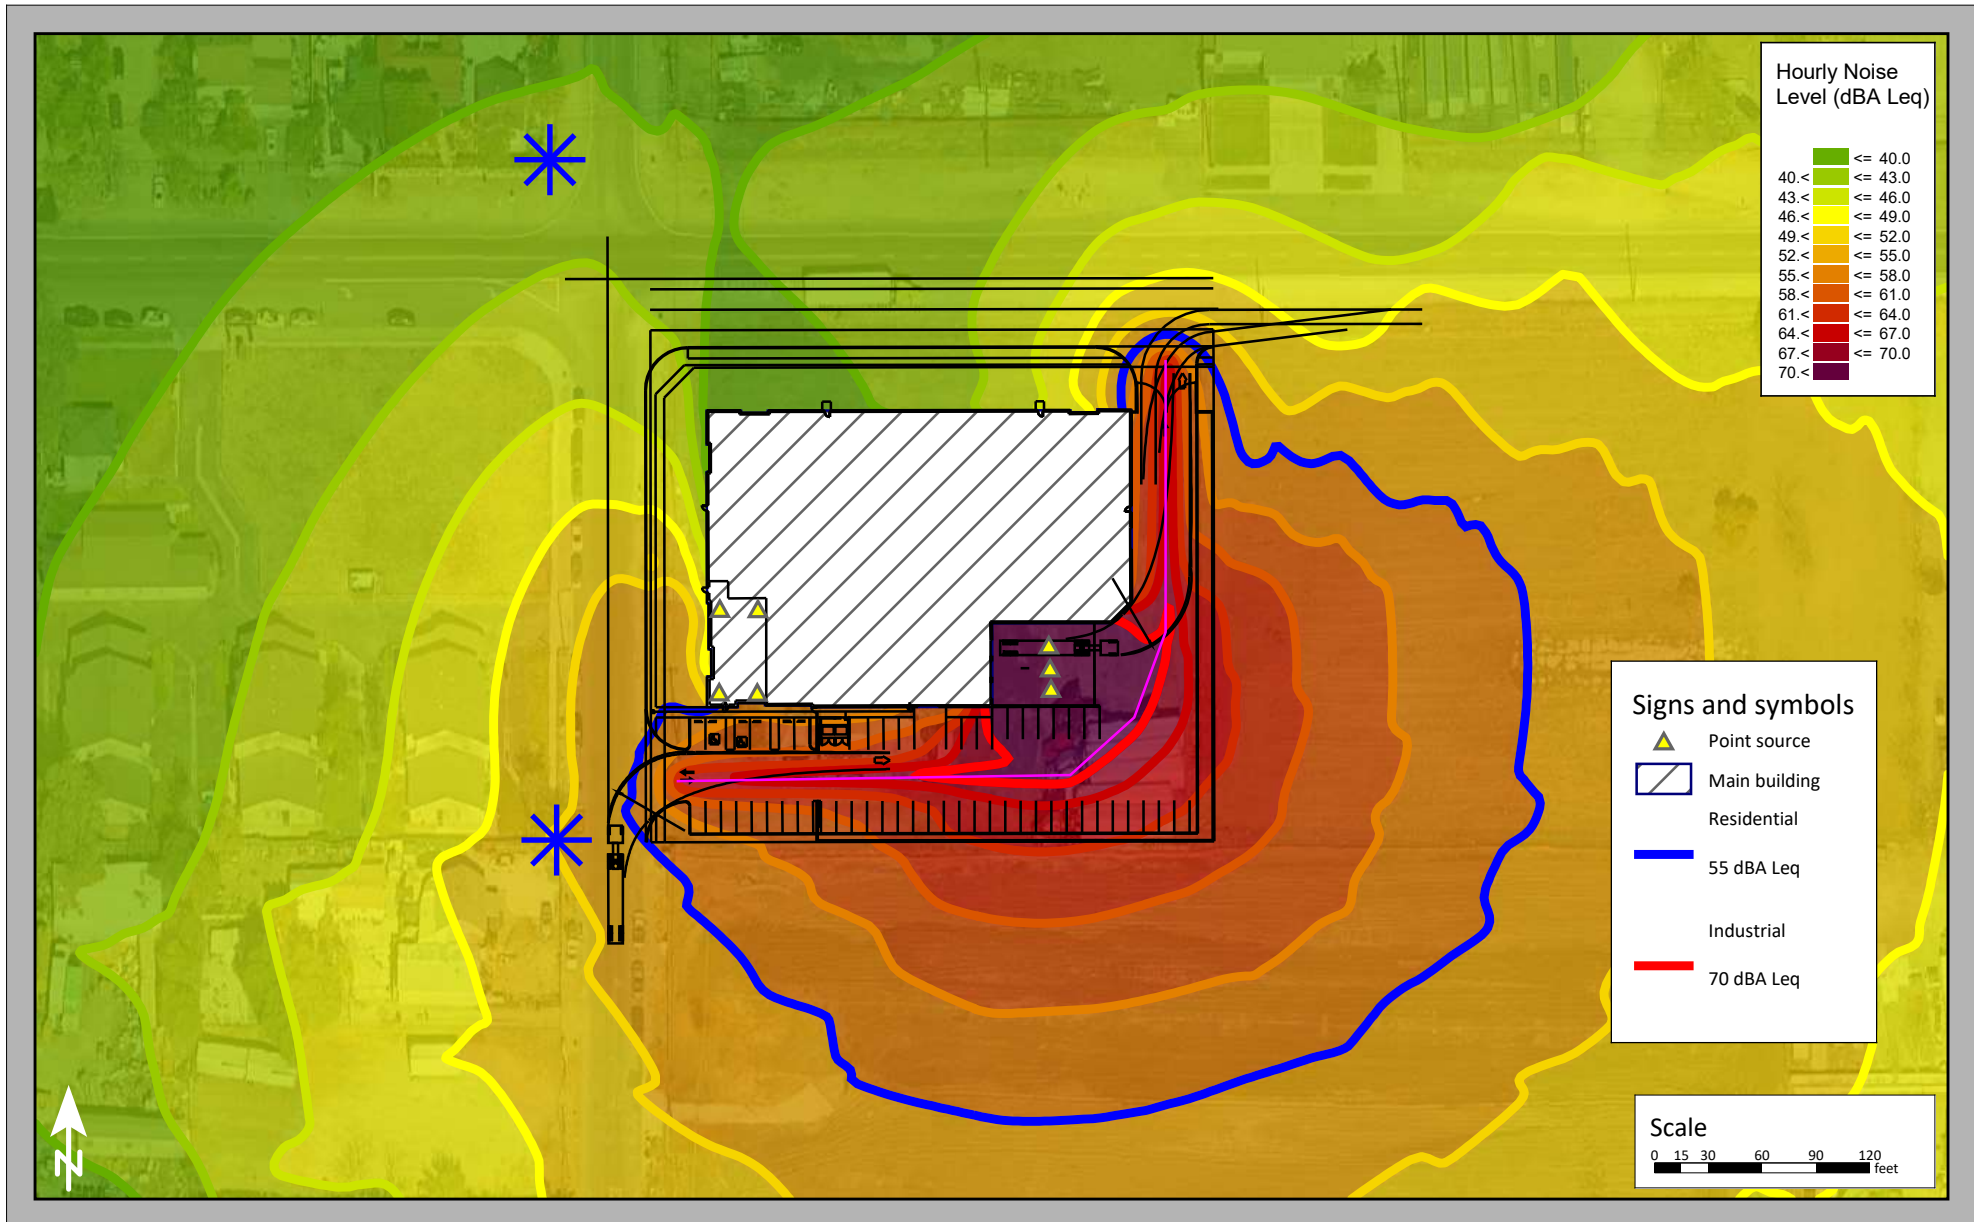 Hourly Noise
Level (dBA Leq)
<= 40.0
40.< <= 43.0
43.< <= 46.0
46.< <= 49.0
49.< <= 52.0
52.< <= 55.0
55.< <= 58.0
58.< <= 61.0
61.< <= 64.0
64.< <= 67.0
67.< <= 70.0
70.<
Signs and symbols
Point source
Main building
Residential
55 dBA Leq
Industrial
70 dBA Leq
Scale
0 15 30 60 90 120
feet
N